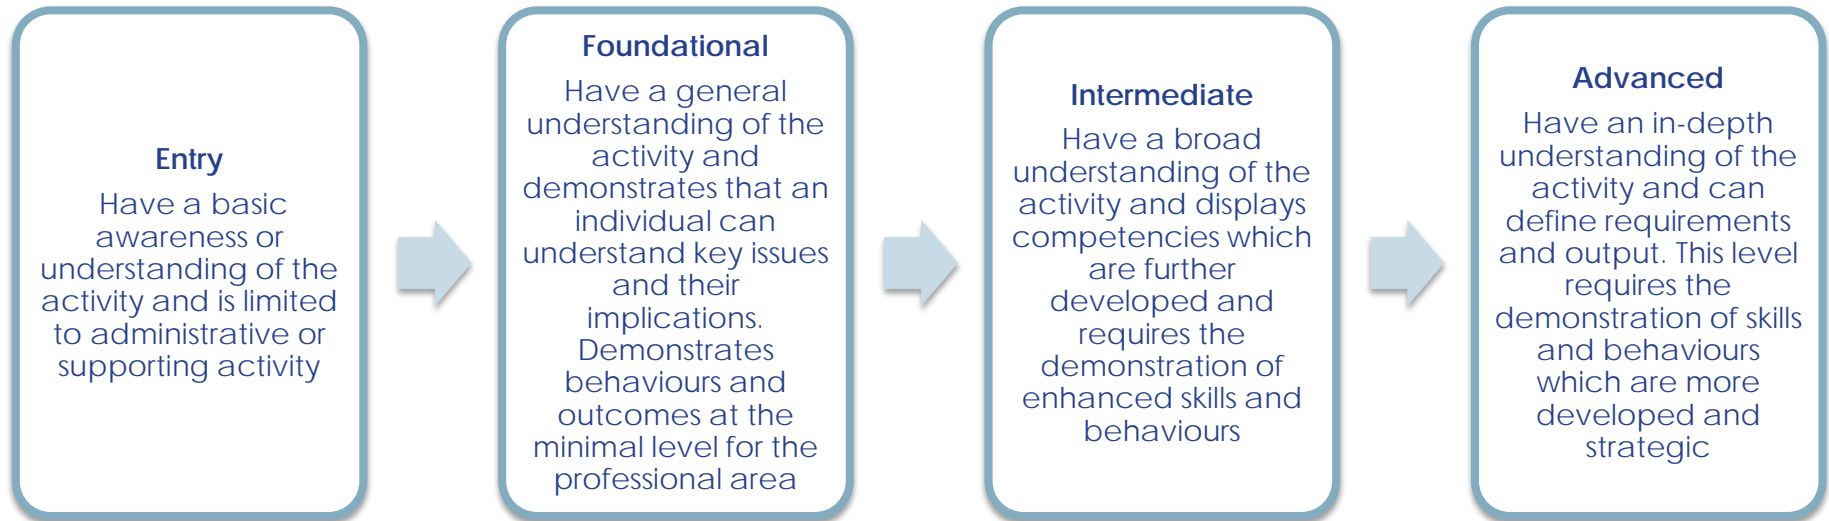 Entry
Have a basic
awareness or
understanding of the
activity and is limited
to administrative or
supporting activity
Foundational
Have a general
understanding of the
activity and
demonstrates that an
individual can
understand key issues
and their
implications.
Demonstrates
behaviours and
outcomes at the
minimal level for the
professional area
Intermediate
Have a broad
understanding of the
activity and displays
competencies which
are further
developed and
requires the
demonstration of
enhanced skills and
behaviours
Advanced
Have an in-depth
understanding of the
activity and can
define requirements
and output. This level
requires the
demonstration of skills
and behaviours
which are more
developed and
strategic